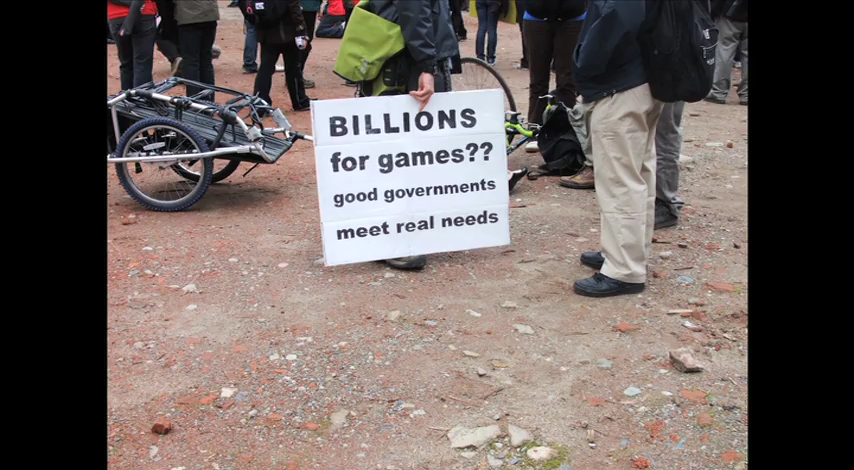 BILLIONS
for games??
good governments
meet real needs